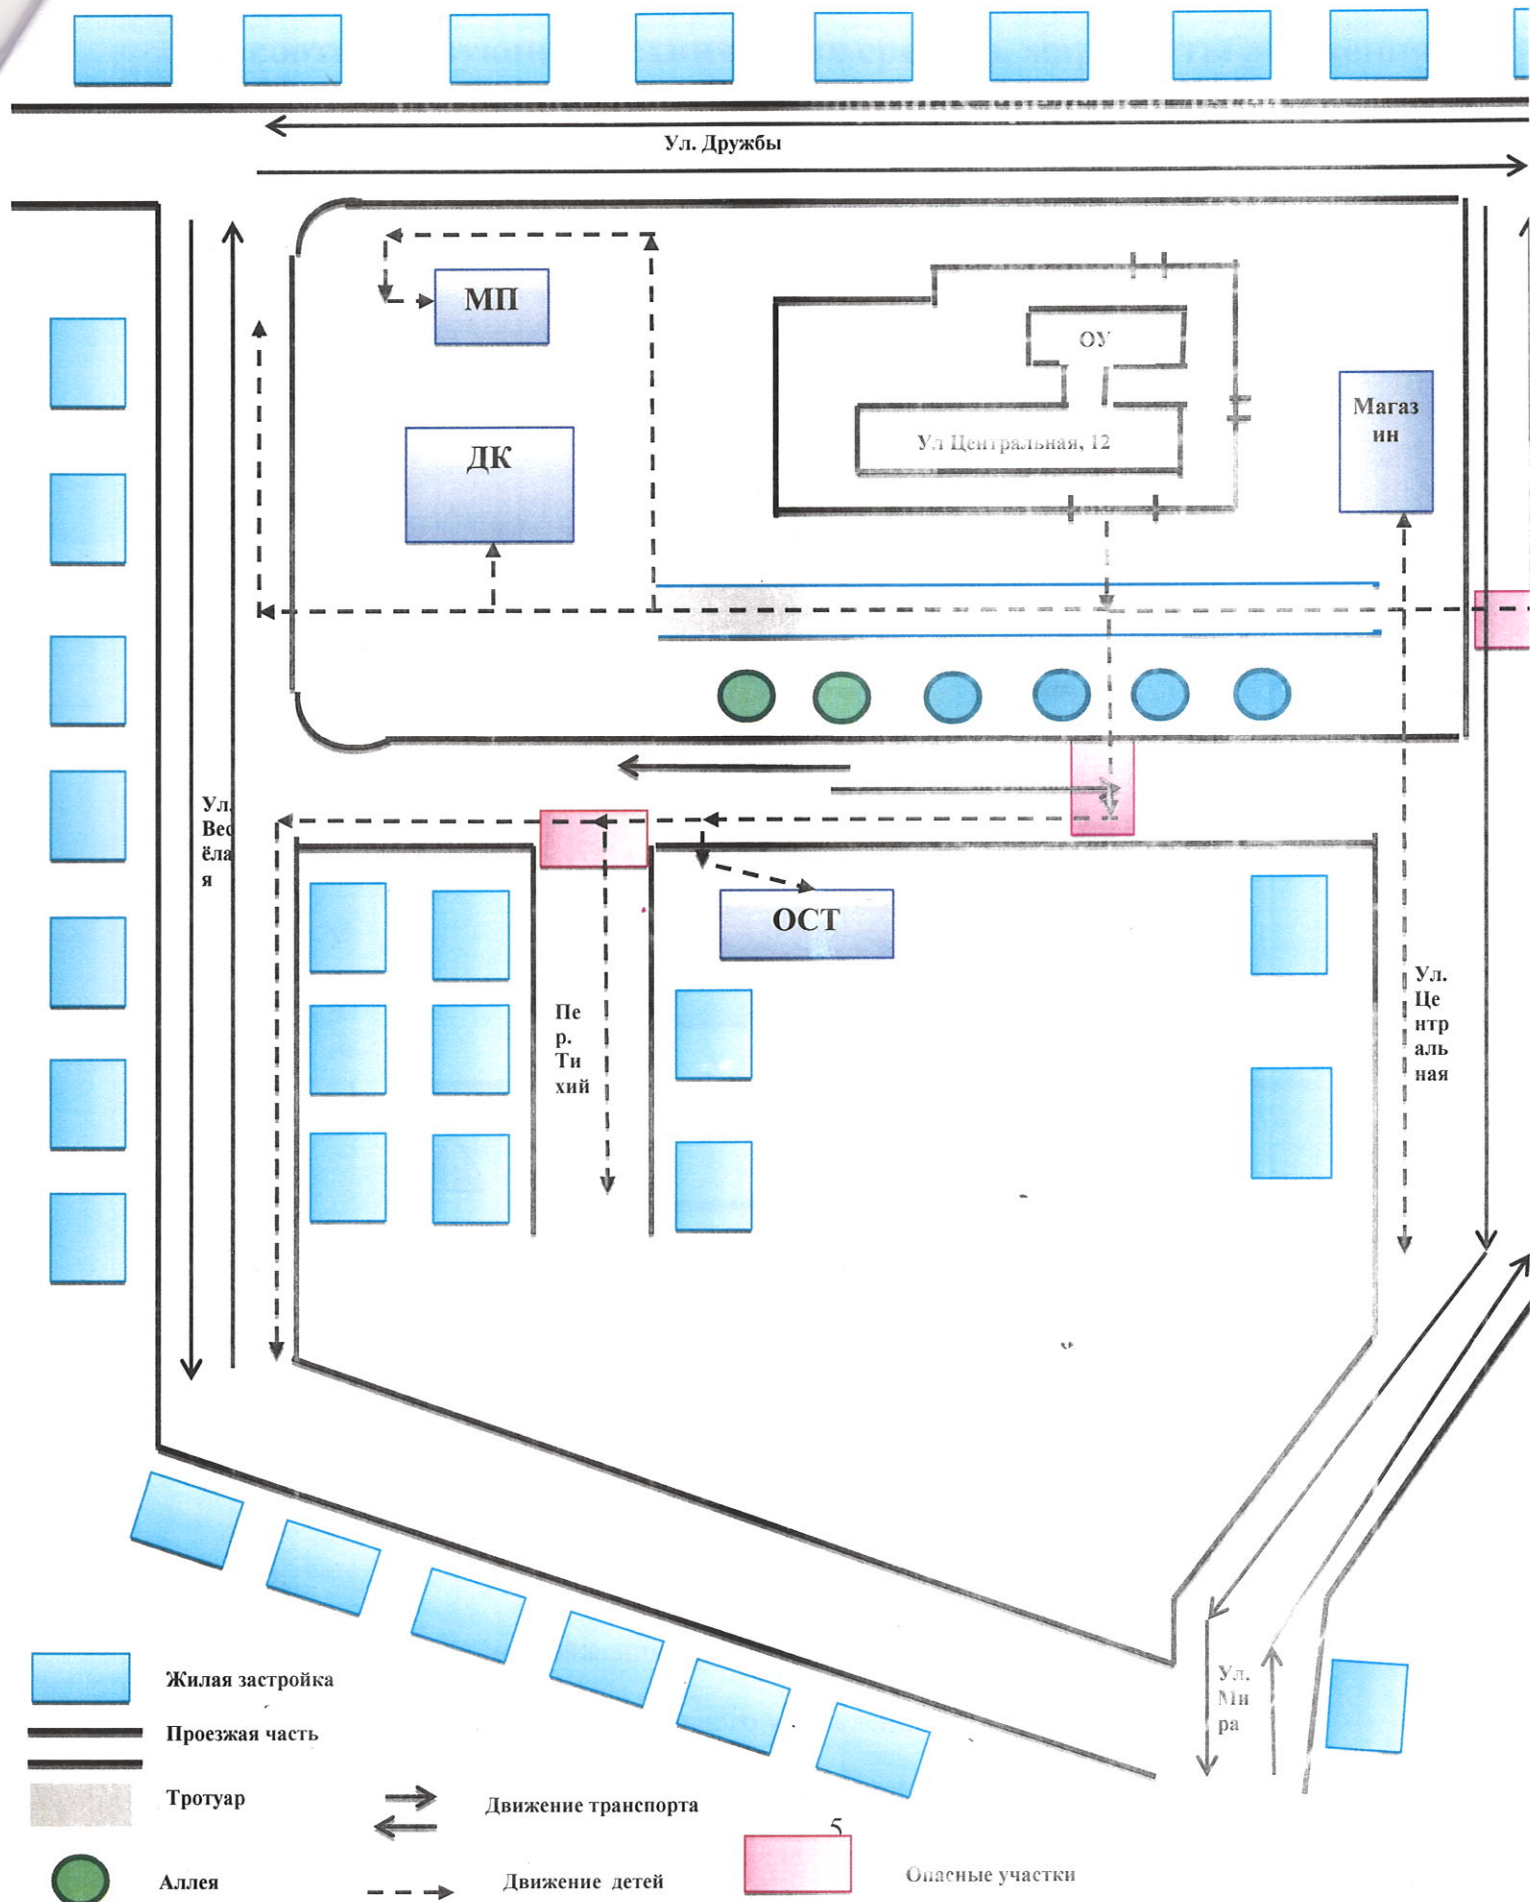 Ул. Дружбы
МП
ОУ
Магаз
ин
ДК
Ул Центральная, 12
Ул.
Вес
ёла
я
ОСТ
Пе
р.
Ти
хий
Ул.
Це
нтр
аль
ная
Ул.
Ми
ра
Жилая застройка
Проезжая часть
Тротуар
Движение транспорта
5
Аллея
Движение детей
Опасные участки